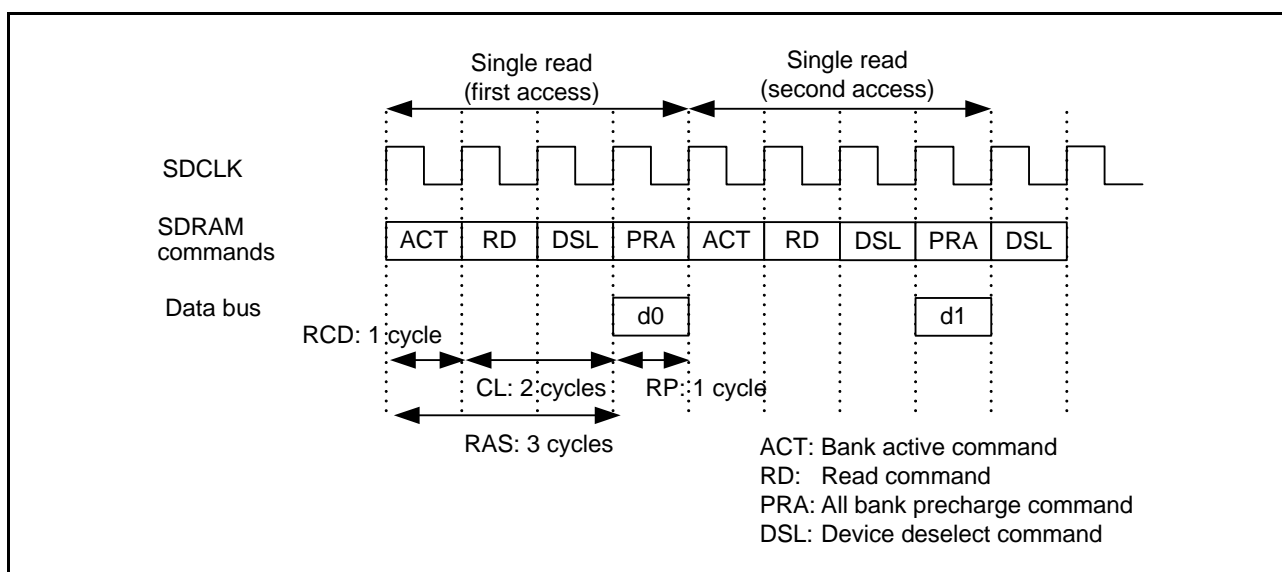 Single read
(first access)
Single read
(second access)
SDCLK
SDRAM
commands
ACT RD DSL PRA ACT RD DSL PRA DSL
Data bus
d0 d1
RCD: 1 cycle
CL: 2 cycles RP: 1 cycle
RAS: 3 cycles
ACT: Bank active command
RD: Read command
PRA: All bank precharge command
DSL: Device deselect command